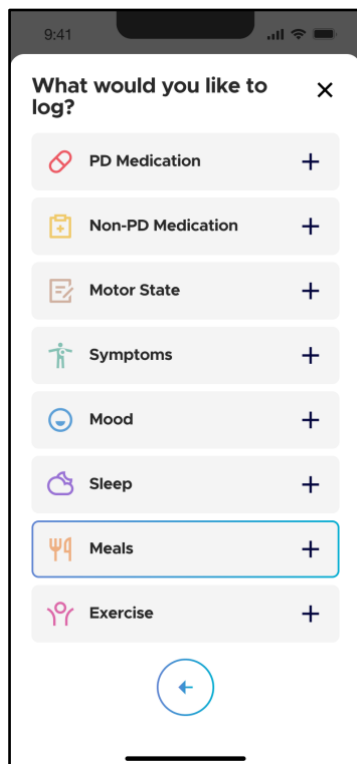 9:41
What would you like to
log?
PD Medication
Non-PD Medication
Motor State
Symptoms
Mood
Sleep
Meals
Exercise